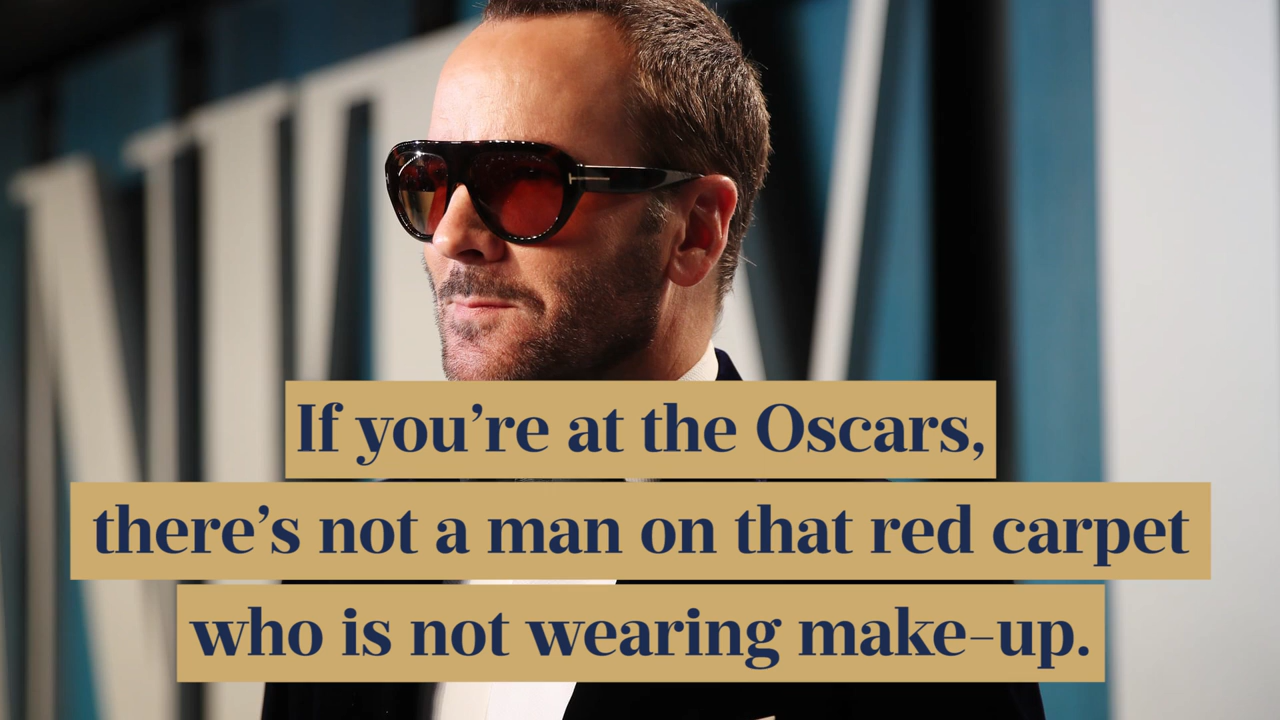 If you’re at the Oscars,
there’s not a man on that red carpet
who is not wearing make-up.